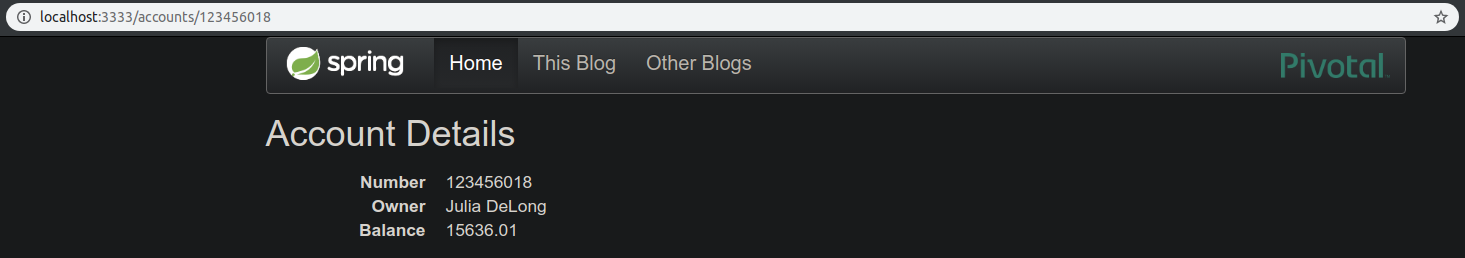 localhost:3333/accounts/123456018
spring Home This Blog Other Blogs Pivotal
Account Details
Number 123456018
Owner Julia DeLong
Balance 15636.01